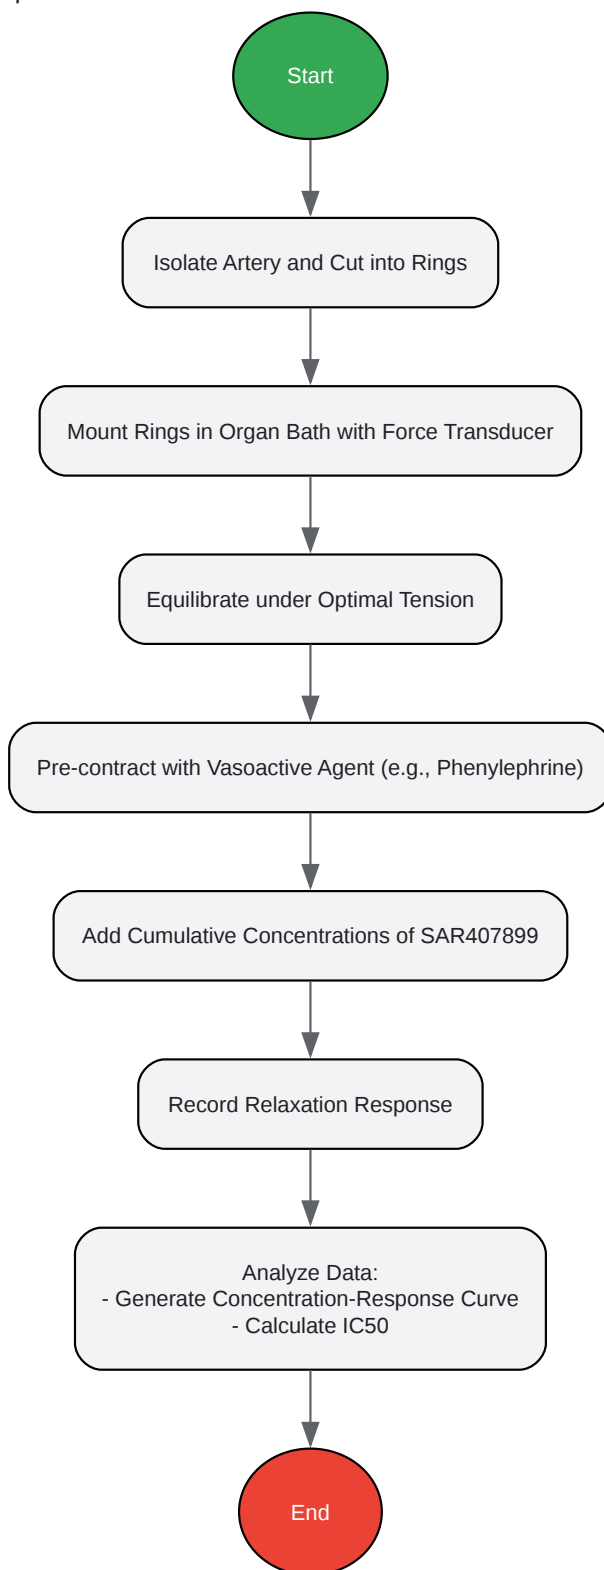 Start
Isolate Artery and Cut into Rings
Mount Rings in Organ Bath with Force Transducer
Equilibrate under Optimal Tension
Pre-contract with Vasoactive Agent (e.g., Phenylephrine)
Add Cumulative Concentrations of SAR407899
Record Relaxation Response
Analyze Data:
- Generate Concentration-Response Curve
- Calculate IC50
End